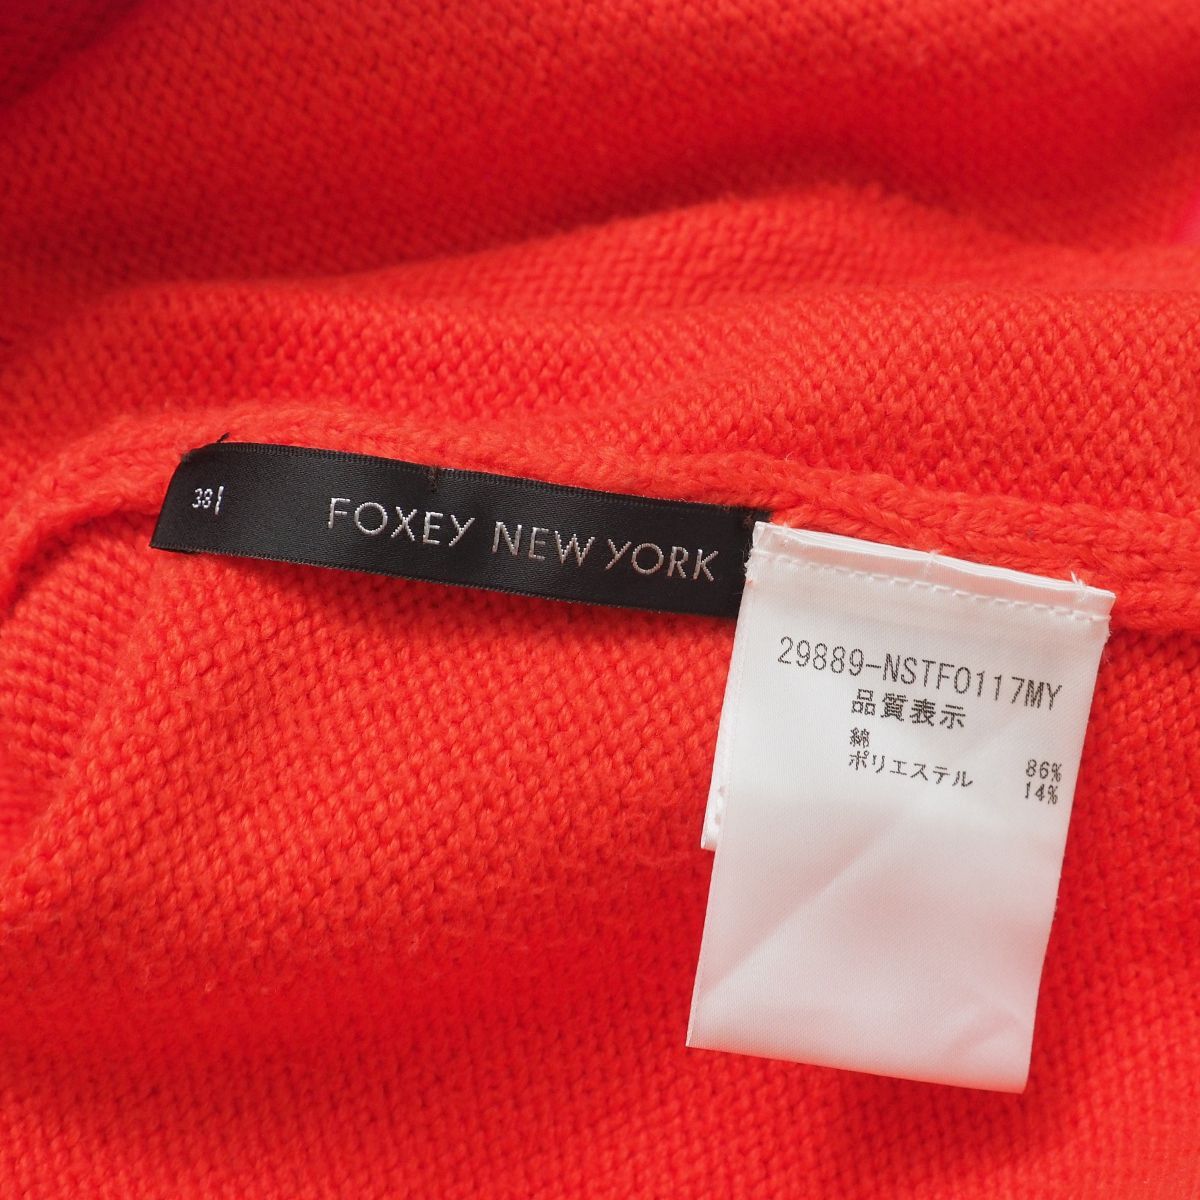 38
FOXEY NEW YORK
29889-NSTF0117MY
品質表示
綿 86%
ポリエステル 14%